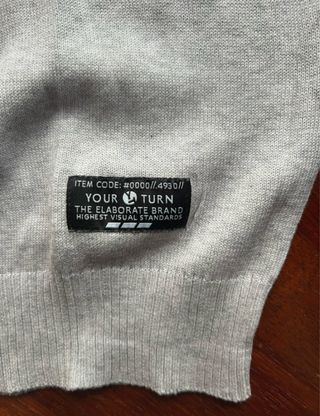 ITEM CODE: #0000//.4930//
YOUR TURN
THE ELABORATE BRAND
HIGHEST VISUAL STANDARDS